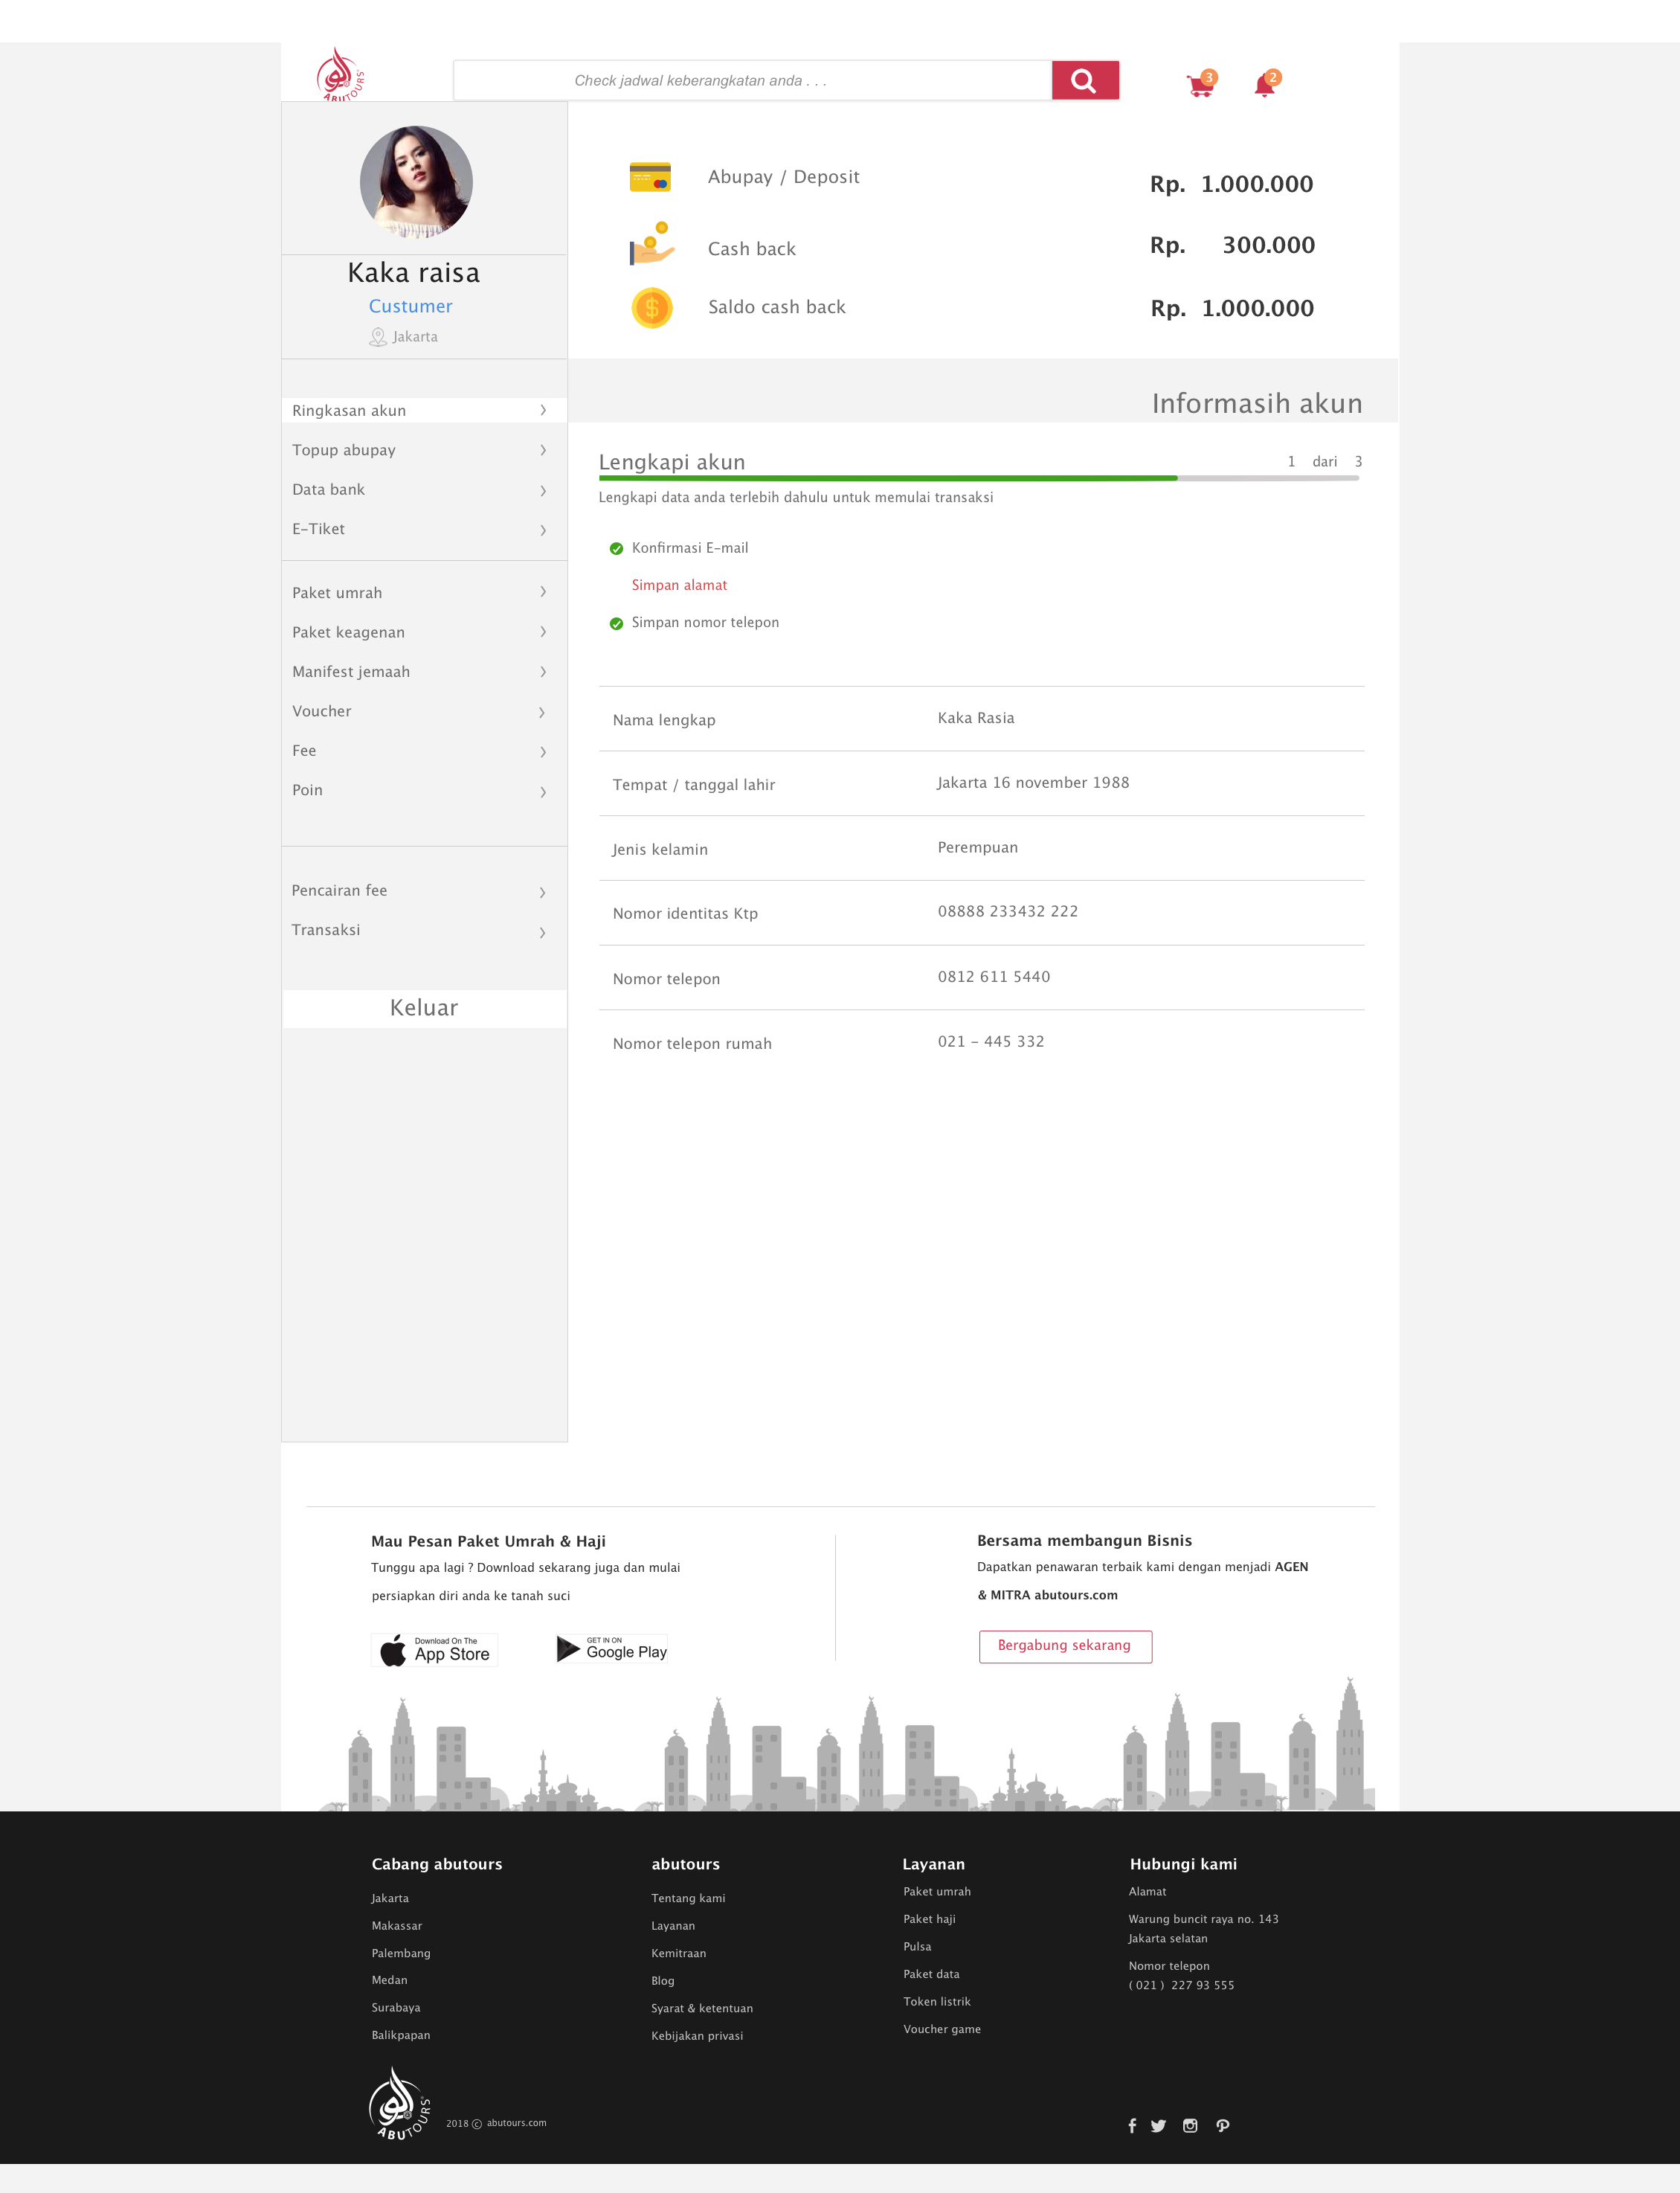 ABUTOURS
Check jadwal keberangkatan anda . . .
3
2
Kaka raisa
Custumer
Jakarta
Abupay / Deposit
Rp. 1.000.000
Cash back
Rp. 300.000
Saldo cash back
Rp. 1.000.000
Informasih akun
Ringkasan akun
Topup abupay
Data bank
E-Tiket
Paket umrah
Paket keagenan
Manifest jemaah
Voucher
Fee
Poin
Pencairan fee
Transaksi
Keluar
Lengkapi akun
1 dari 3
Lengkapi data anda terlebih dahulu untuk memulai transaksi
Konfirmasi E-mail
Simpan alamat
Simpan nomor telepon
Nama lengkap
Kaka Rasia
Tempat / tanggal lahir
Jakarta 16 november 1988
Jenis kelamin
Perempuan
Nomor identitas Ktp
08888 233432 222
Nomor telepon
0812 611 5440
Nomor telepon rumah
021 - 445 332
Mau Pesan Paket Umrah & Haji
Tunggu apa lagi ? Download sekarang juga dan mulai
persiapkan diri anda ke tanah suci
Download On The
App Store
GET IN ON
Google Play
Bersama membangun Bisnis
Dapatkan penawaran terbaik kami dengan menjadi AGEN
& MITRA abutours.com
Bergabung sekarang
Cabang abutours
Jakarta
Makassar
Palembang
Medan
Surabaya
Balikpapan
abutours
Tentang kami
Layanan
Kemitraan
Blog
Syarat & ketentuan
Kebijakan privasi
Layanan
Paket umrah
Paket haji
Pulsa
Paket data
Token listrik
Voucher game
Hubungi kami
Alamat
Warung buncit raya no. 143
Jakarta selatan
Nomor telepon
( 021 ) 227 93 555
ABUTOURS
2018 © abutours.com